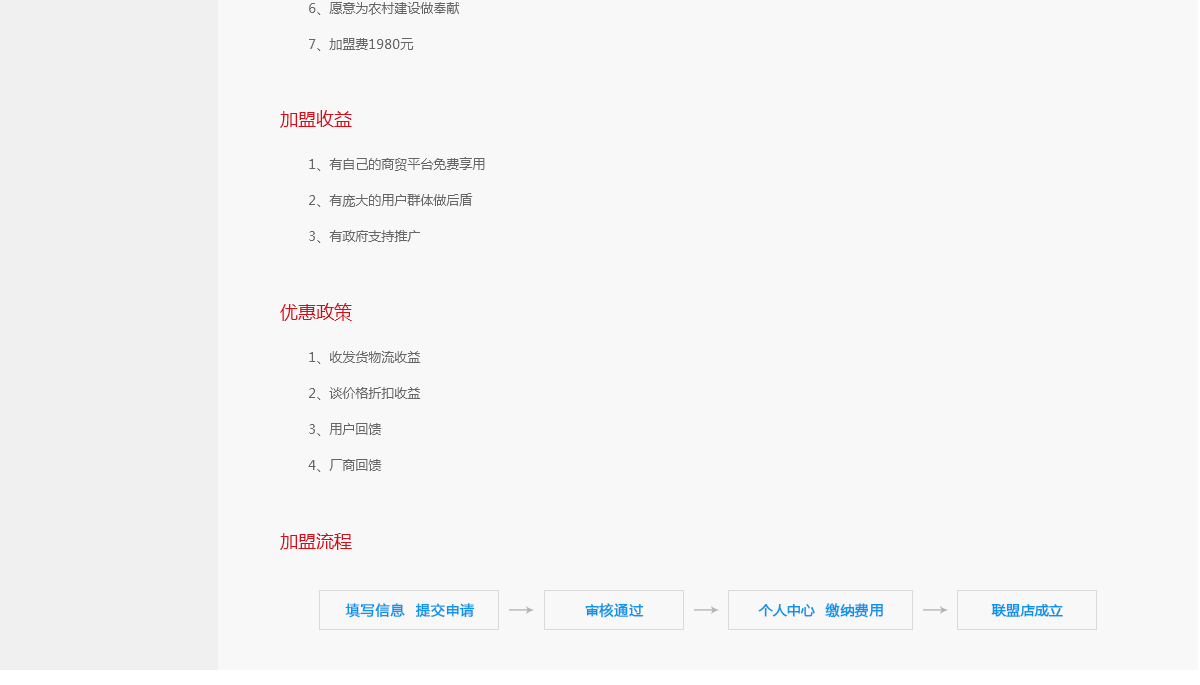 6、愿意为农村建设做奉献
7、加盟费1980元
加盟收益
1、有自己的商贸平台免费享用
2、有庞大的用户群体做后盾
3、有政府支持推广
优惠政策
1、收发货物流收益
2、谈价格折扣收益
3、用户回馈
4、厂商回馈
加盟流程
填写信息 提交申请 → 审核通过 → 个人中心 缴纳费用 → 联盟店成立